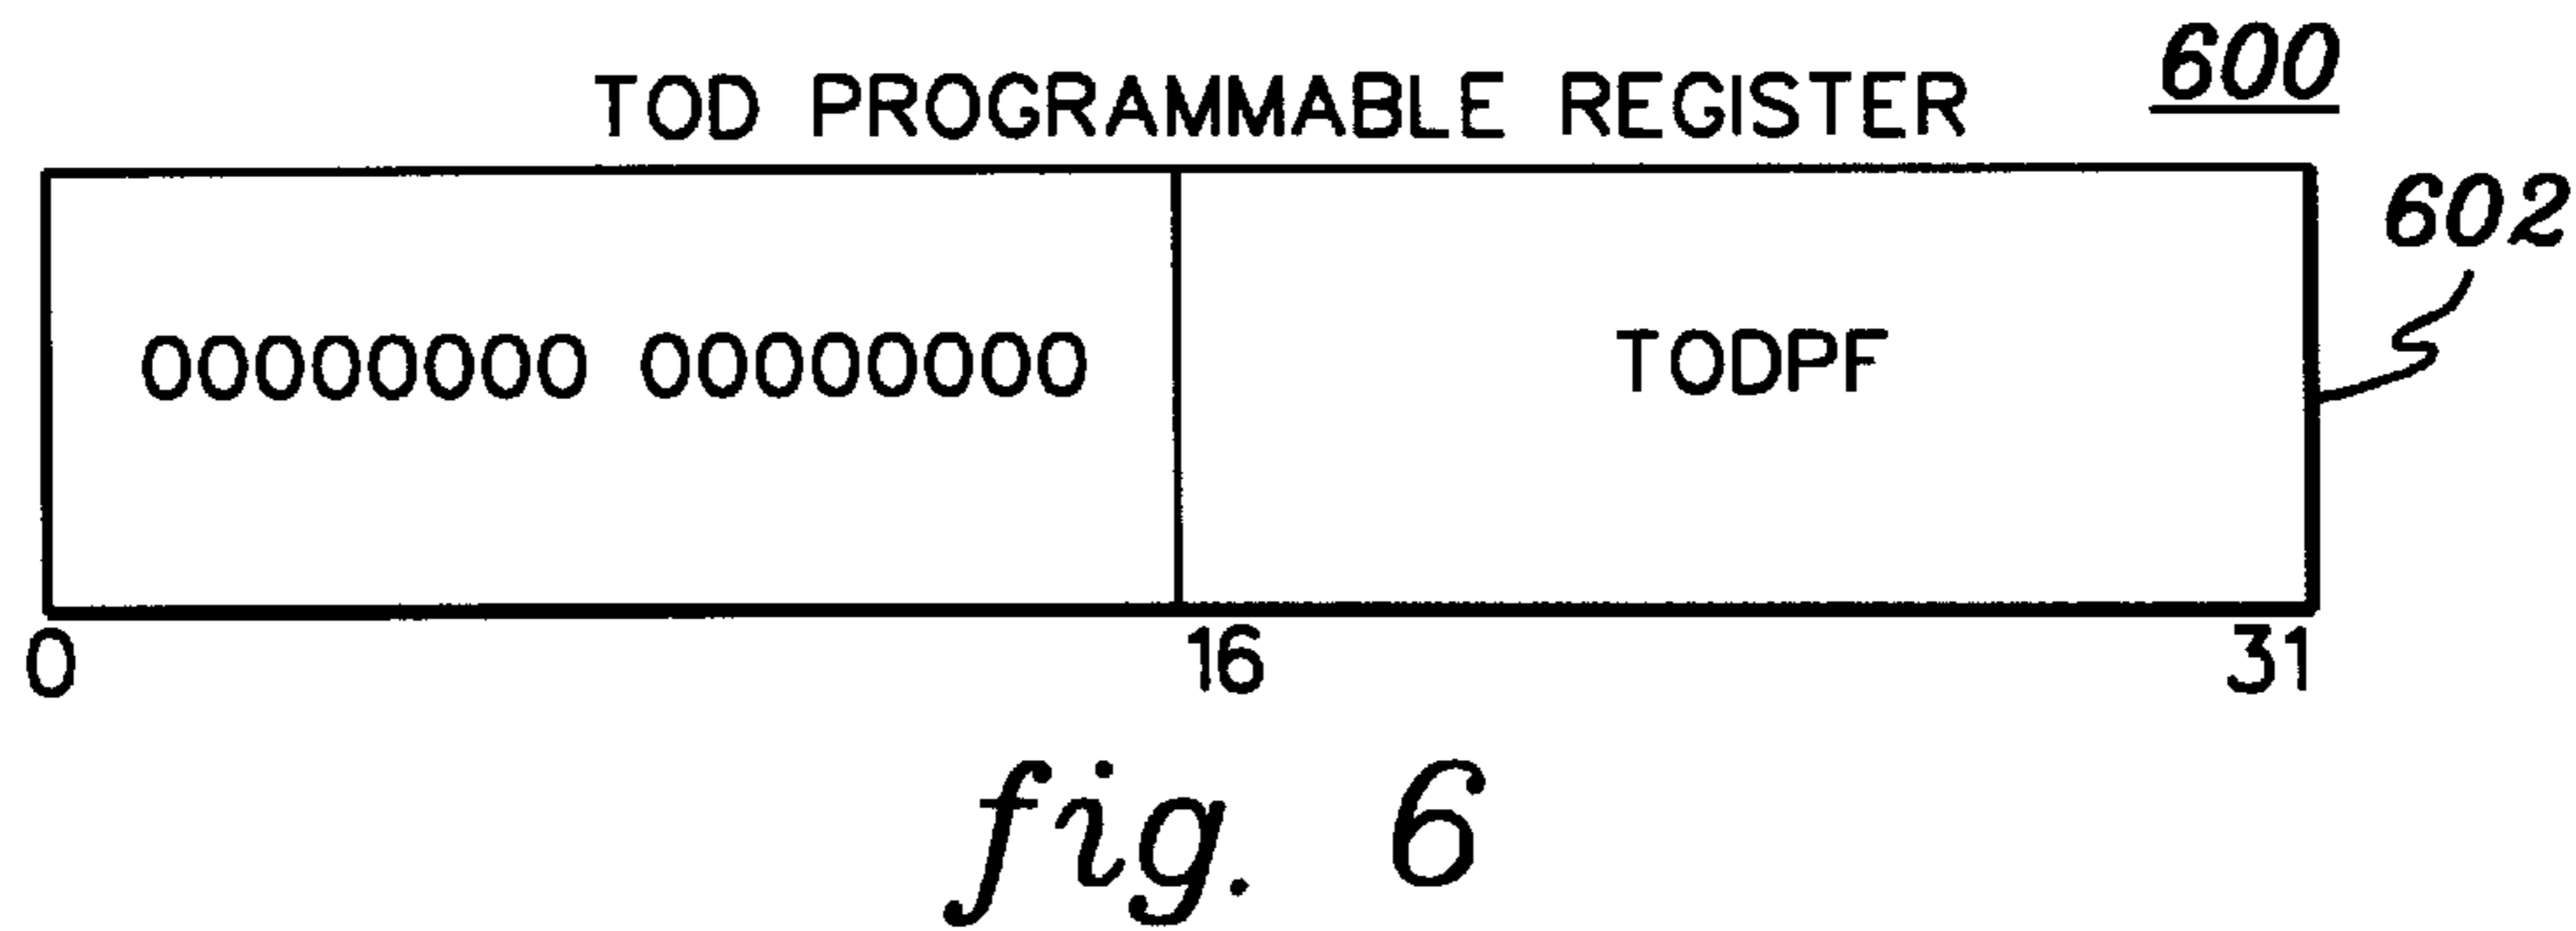 600
TOD PROGRAMMABLE REGISTER
602
00000000 00000000 TODPF
0 16 31
fig. 6